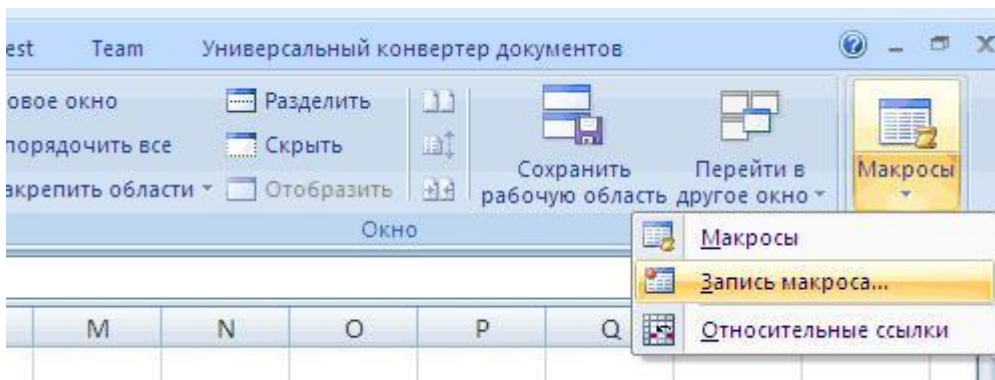 est Team Универсальный конвертер документов
овое окно Разделить
порядочить все Скрыть
акрепить области Отобразить
Сохранить рабочую область
Перейти в другое окно
Макросы
Окно
Макросы
Запись макроса...
Относительные ссылки
M N O P Q